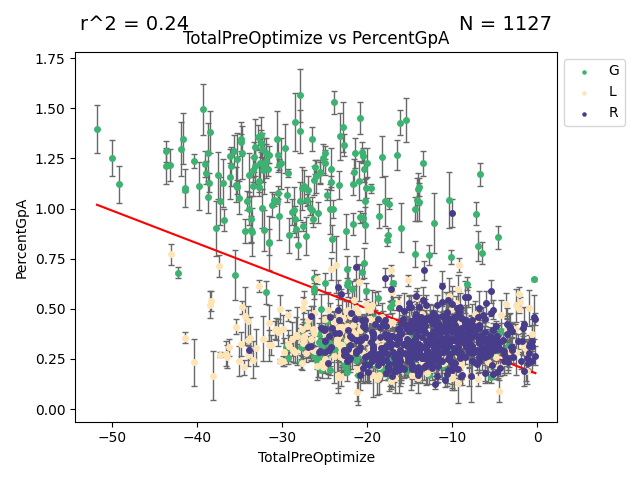 r^2 = 0.24 N = 1127
TotalPreOptimize vs PercentGpA
1.75
1.50
1.25
1.00
0.75
0.50
0.25
0.00
PercentGpA
−50 −40 −30 −20 −10 0
TotalPreOptimize
G
L
R